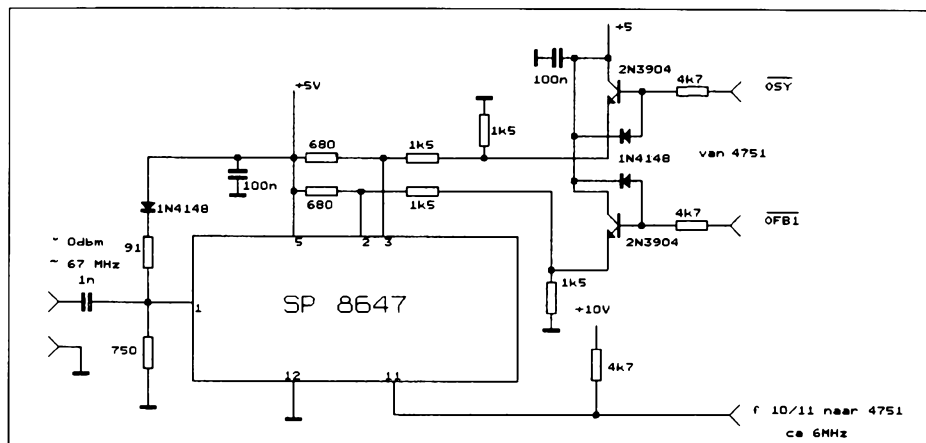 +5
2N3904
4k7
OSY
100n
+5V
1k5
680
1k5
1N4148
van 4751
100n
680
1k5
1N4148
4k7
OFB1
2N3904
~ 0dbm
~ 67 MHz
1n
91
5
2
3
1
SP 8647
1k5
+10V
750
12
11
4k7
f 10/11 naar 4751
ca 6MHz